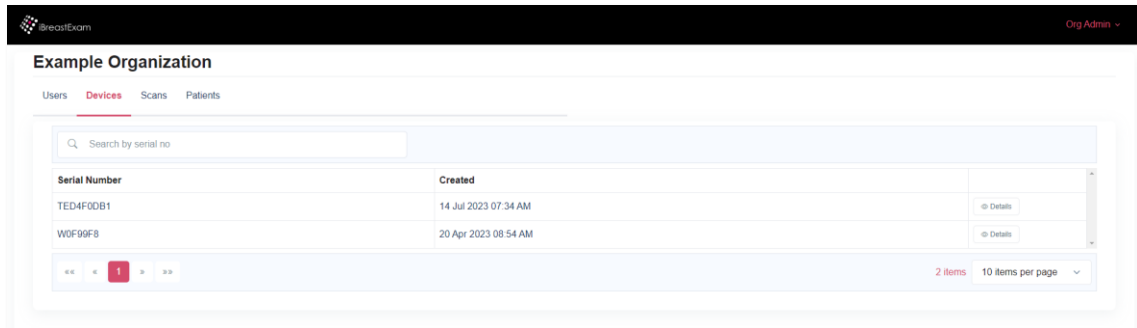 iBreastExam
Org Admin
Example Organization
Users Devices Scans Patients
Search by serial no
Serial Number Created
TED4F0DB1 14 Jul 2023 07:34 AM Details
W0F99F8 20 Apr 2023 08:54 AM Details
«« « 1 » »» 2 items 10 items per page